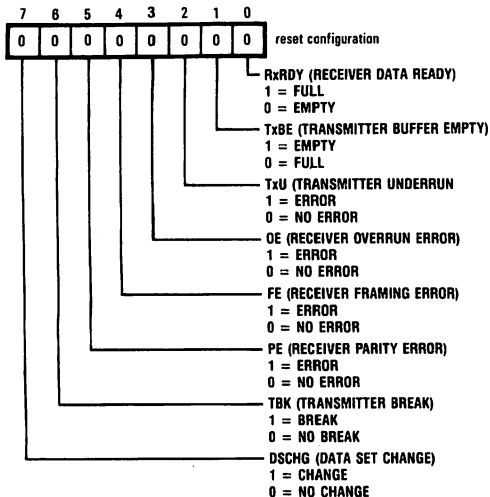 7 6 5 4 3 2 1 0
0 0 0 0 0 0 0 0 reset configuration
RxRDY (RECEIVER DATA READY)
1 = FULL
0 = EMPTY
TxBE (TRANSMITTER BUFFER EMPTY)
1 = EMPTY
0 = FULL
TxU (TRANSMITTER UNDERRUN
1 = ERROR
0 = NO ERROR
OE (RECEIVER OVERRUN ERROR)
1 = ERROR
0 = NO ERROR
FE (RECEIVER FRAMING ERROR)
1 = ERROR
0 = NO ERROR
PE (RECEIVER PARITY ERROR)
1 = ERROR
0 = NO ERROR
TBK (TRANSMITTER BREAK)
1 = BREAK
0 = NO BREAK
DSCHG (DATA SET CHANGE)
1 = CHANGE
0 = NO CHANGE